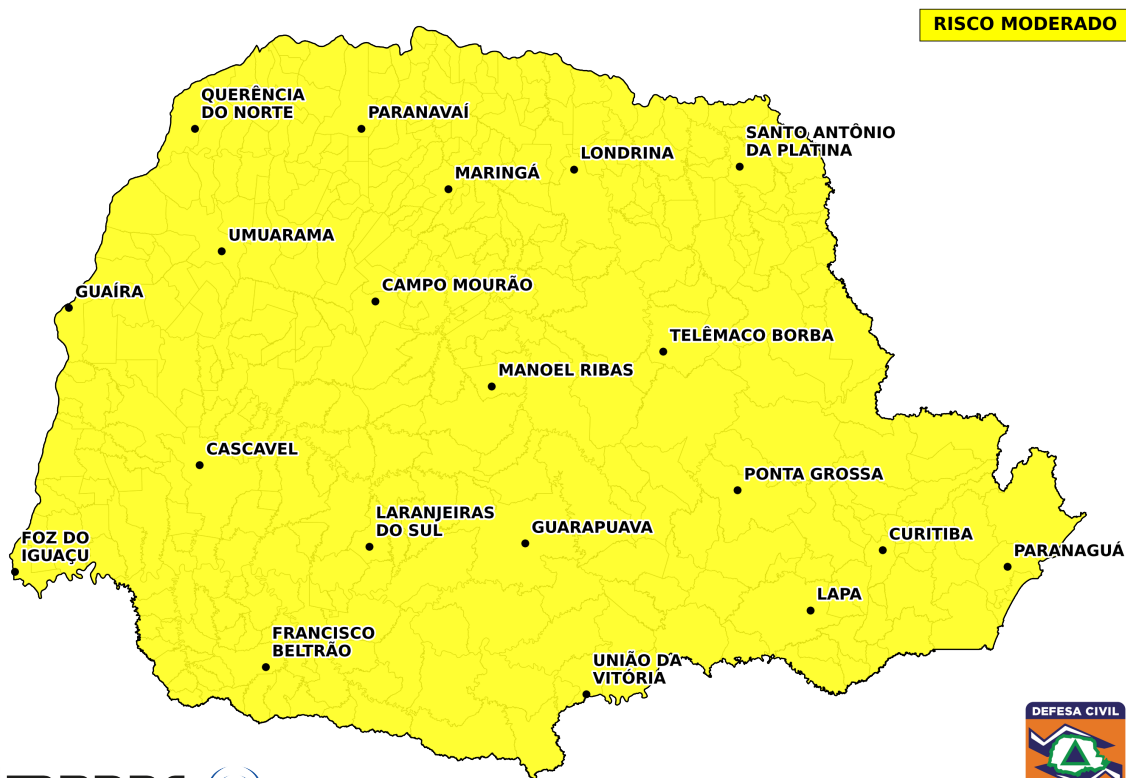 RISCO MODERADO
QUERÊNCIA
DO NORTE
PARANAVAÍ
SANTO ANTÔNIO
DA PLATINA
LONDRINA
MARINGÁ
UMUARAMA
CAMPO MOURÃO
GUAÍRA
TELÊMACO BORBA
MANOEL RIBAS
CASCAVEL
PONTA GROSSA
LARANJEIRAS
DO SUL
GUARAPUAVA
CURITIBA
FOZ DO
IGUAÇU
PARANAGUÁ
LAPA
FRANCISCO
BELTRÃO
UNIÃO DA
VITÓRIA
DEFESA CIVIL